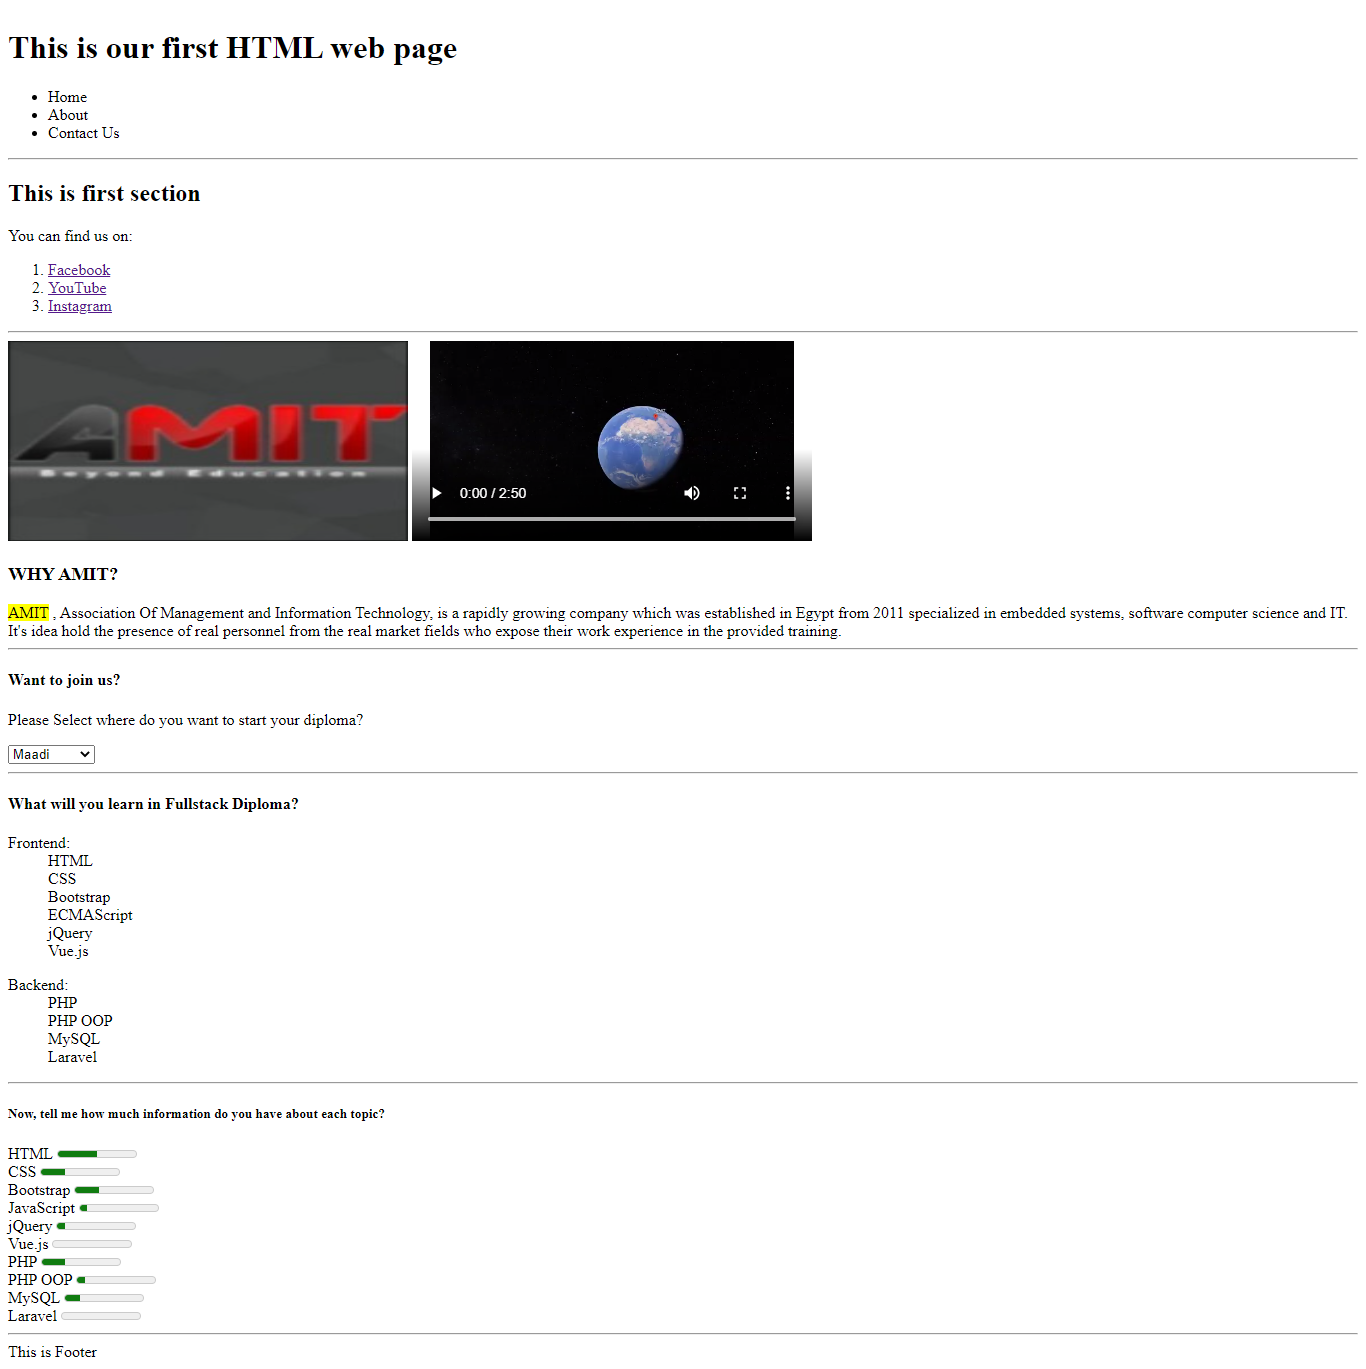 This is our first HTML web page
Home
About
Contact Us
This is first section
You can find us on:
1. Facebook
2. YouTube
3. Instagram
AMIT
Beyond Education
0:00 / 2:50
WHY AMIT?
AMIT , Association Of Management and Information Technology, is a rapidly growing company which was established in Egypt from 2011 specialized in embedded systems, software computer science and IT.
It's idea hold the presence of real personnel from the real market fields who expose their work experience in the provided training.
Want to join us?
Please Select where do you want to start your diploma?
Maadi
What will you learn in Fullstack Diploma?
Frontend:
HTML
CSS
Bootstrap
ECMAScript
jQuery
Vue.js
Backend:
PHP
PHP OOP
MySQL
Laravel
Now, tell me how much information do you have about each topic?
HTML
CSS
Bootstrap
JavaScript
jQuery
Vue.js
PHP
PHP OOP
MySQL
Laravel
This is Footer